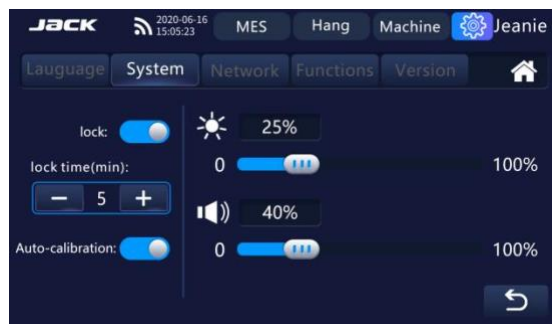 JACK 2020-06-16 15:05:23 MES Hang Machine Jeanie
Lauguage System Network Functions Version
lock: 25%
0 100%
lock time(min):
− 5 +
40%
Auto-calibration: 0 100%